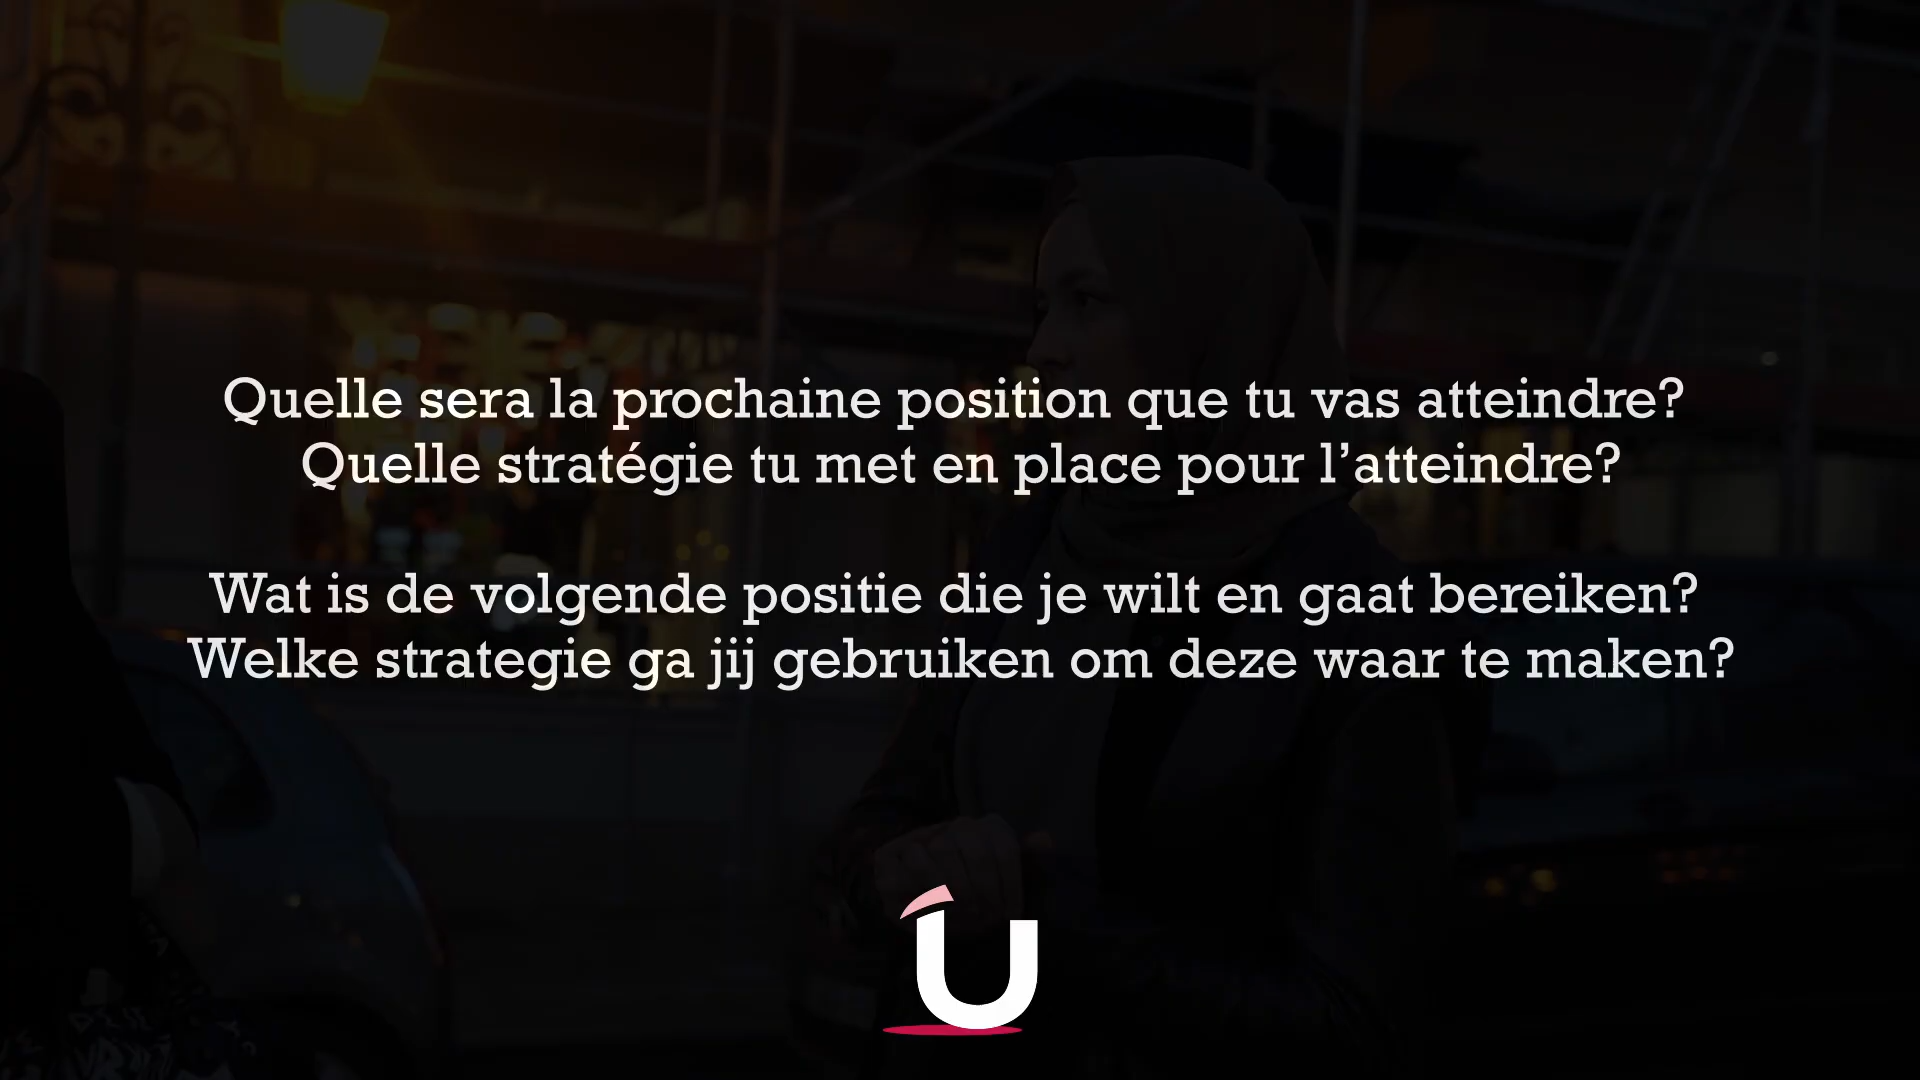 Quelle sera la prochaine position que tu vas atteindre?
Quelle stratégie tu met en place pour l’atteindre?
Wat is de volgende positie die je wilt en gaat bereiken?
Welke strategie ga jij gebruiken om deze waar te maken?
U